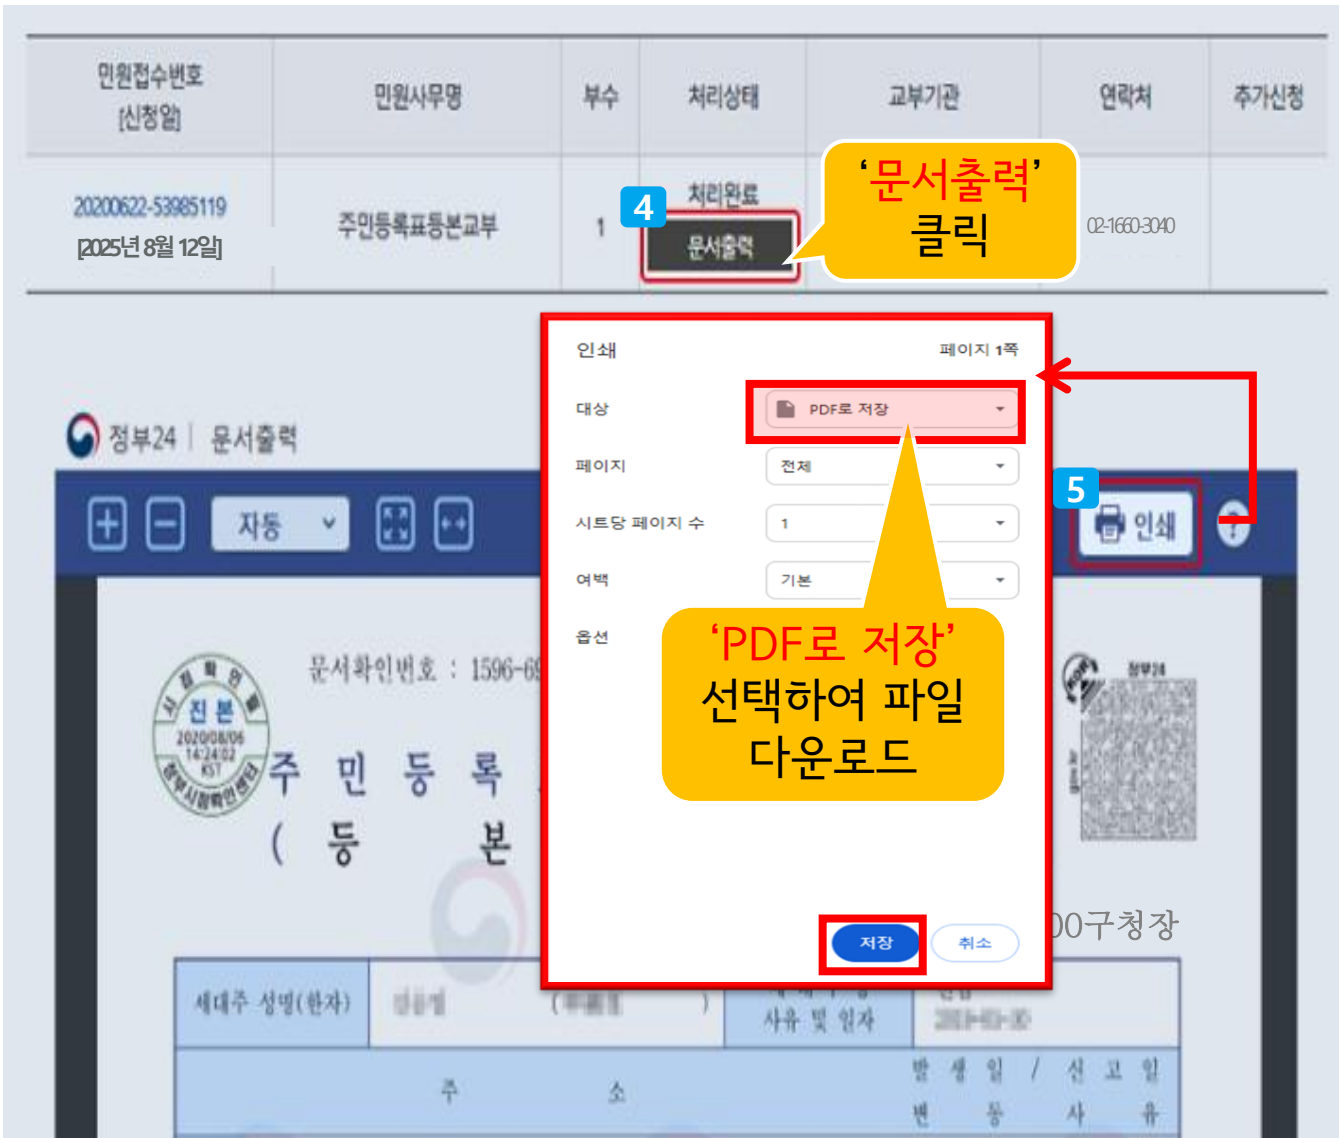 민원접수번호
[신청일]
민원사무명
부수
처리상태
교부기관
연락처
추가신청
20200622-53985119
[2025년 8월 12일]
주민등록표등본교부
1
4
처리완료
문서출력
‘문서출력’
클릭
02-1660-3040
인쇄
페이지 1쪽
대상
PDF로 저장
페이지
전체
시트당 페이지 수
1
여백
기본
옵션
‘PDF로 저장’
선택하여 파일
다운로드
저장
취소
정부24 | 문서출력
자동
5
인쇄
?
진본
2020/08/06
14:24:02
KST
문서확인번호 : 1596-6
정부24
주 민 등 록
( 등 본
00구청장
세대주 성명(한자)
( )
사유 및 일자
주 소
발 생 일 / 신 고 일
변 동 사 유